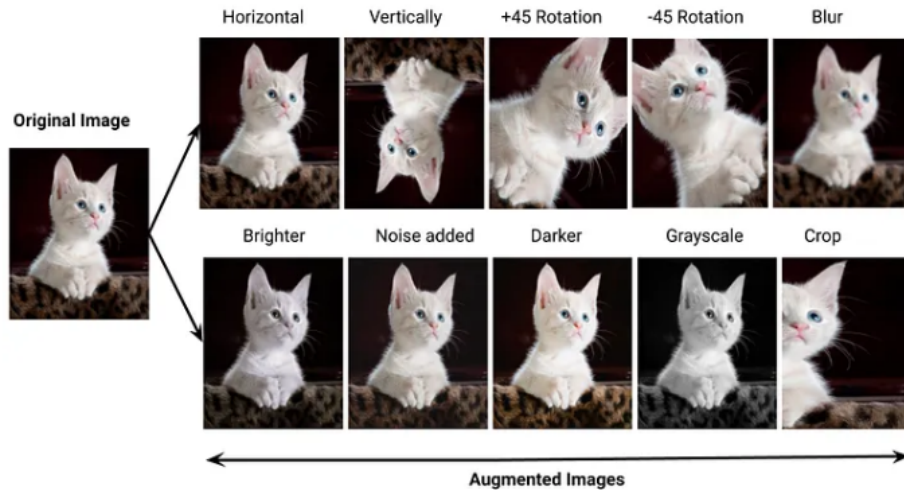 Horizontal
Vertically
+45 Rotation
-45 Rotation
Blur
Original Image
Brighter
Noise added
Darker
Grayscale
Crop
Augmented Images